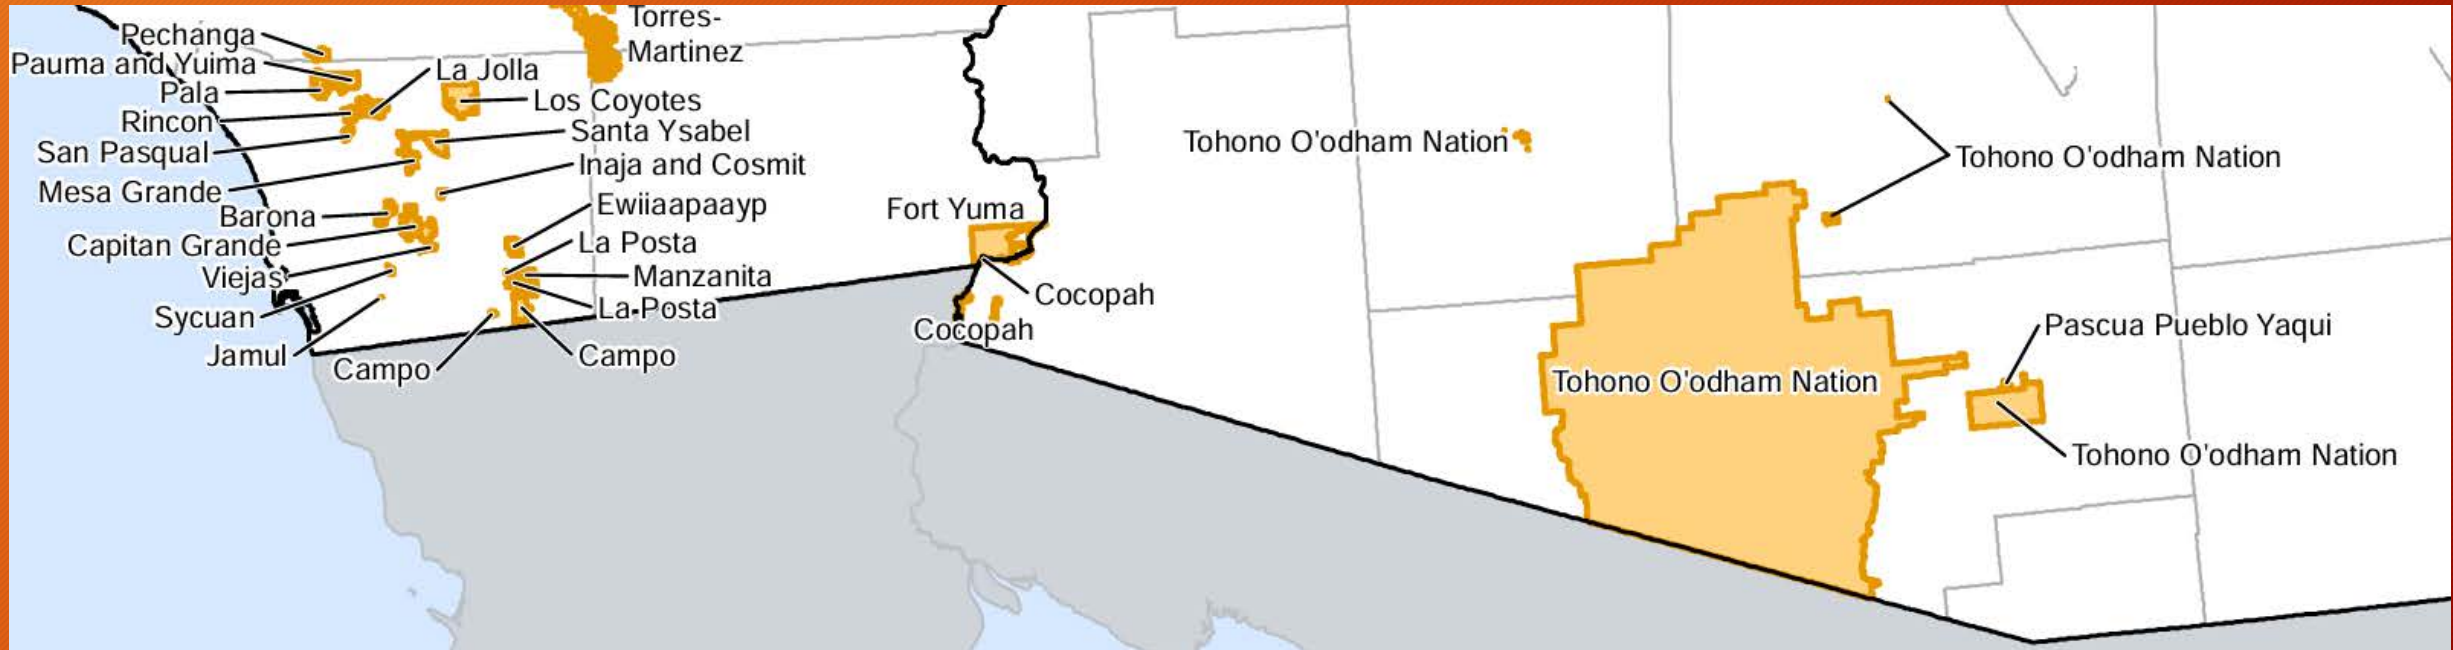 Torres-
Martinez
Pechanga
Pauma and Yuima
Pala
Rincon
San Pasqual
Mesa Grande
Barona
Capitan Grande
Viejas
Sycuan
Jamul
Campo
La Jolla
Los Coyotes
Santa Ysabel
Inaja and Cosmit
Ewiiaapaayp
La Posta
Manzanita
La Posta
Campo
Fort Yuma
Cocopah
Cocopah
Tohono O'odham Nation
Tohono O'odham Nation
Tohono O'odham Nation
Pascua Pueblo Yaqui
Tohono O'odham Nation